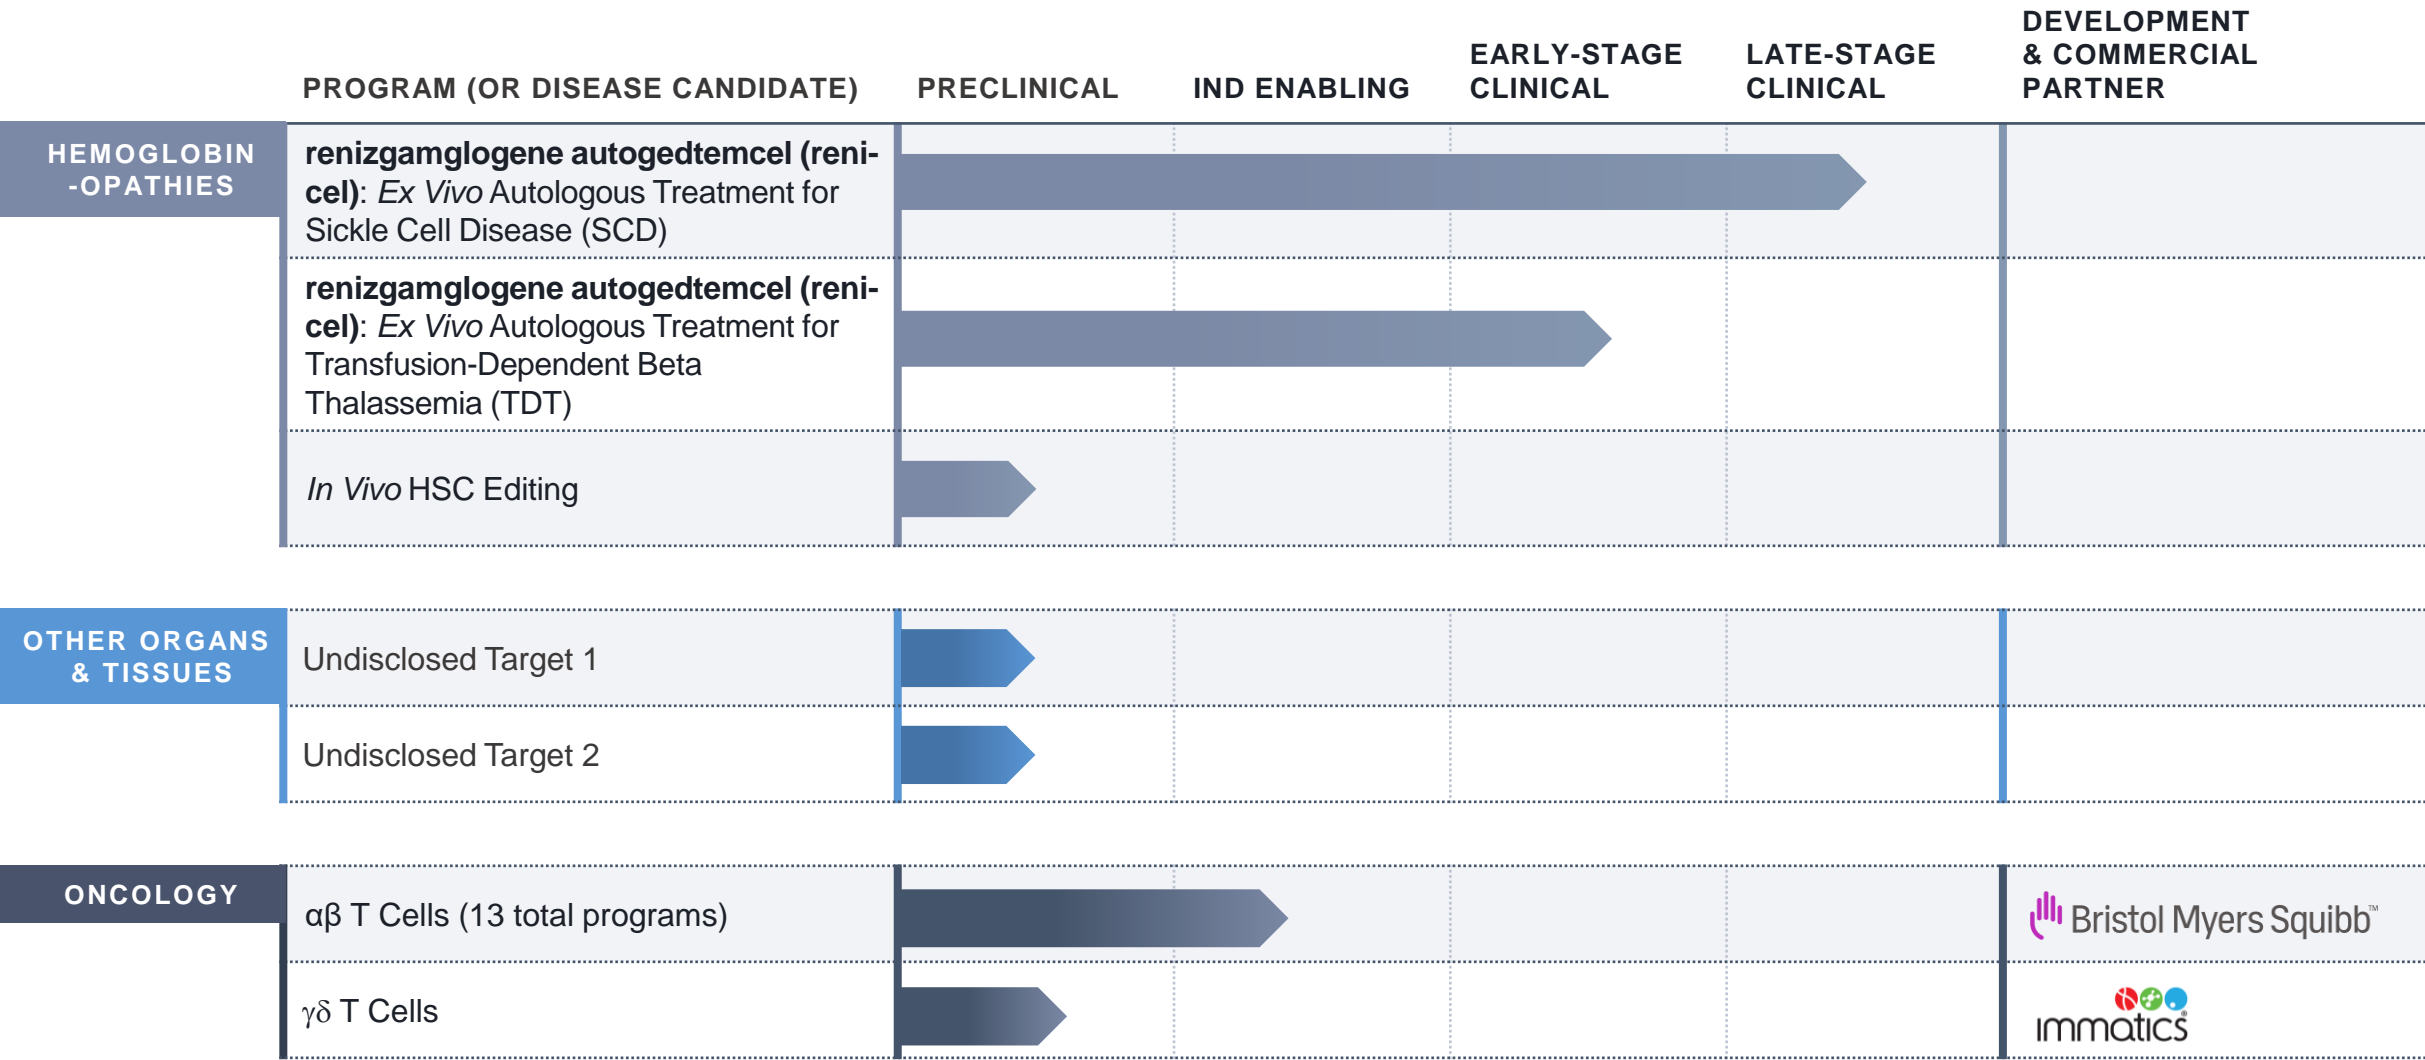 PROGRAM (OR DISEASE CANDIDATE)
PRECLINICAL
IND ENABLING
EARLY-STAGE
CLINICAL
LATE-STAGE
CLINICAL
DEVELOPMENT
& COMMERCIAL
PARTNER
HEMOGLOBIN
-OPATHIES
renizgamglogene autogedtemcel (reni-
cel): Ex Vivo Autologous Treatment for
Sickle Cell Disease (SCD)
renizgamglogene autogedtemcel (reni-
cel): Ex Vivo Autologous Treatment for
Transfusion-Dependent Beta
Thalassemia (TDT)
In Vivo HSC Editing
OTHER ORGANS
& TISSUES
Undisclosed Target 1
Undisclosed Target 2
ONCOLOGY
αβ T Cells (13 total programs)
Bristol Myers Squibb™
γδ T Cells
immatics®